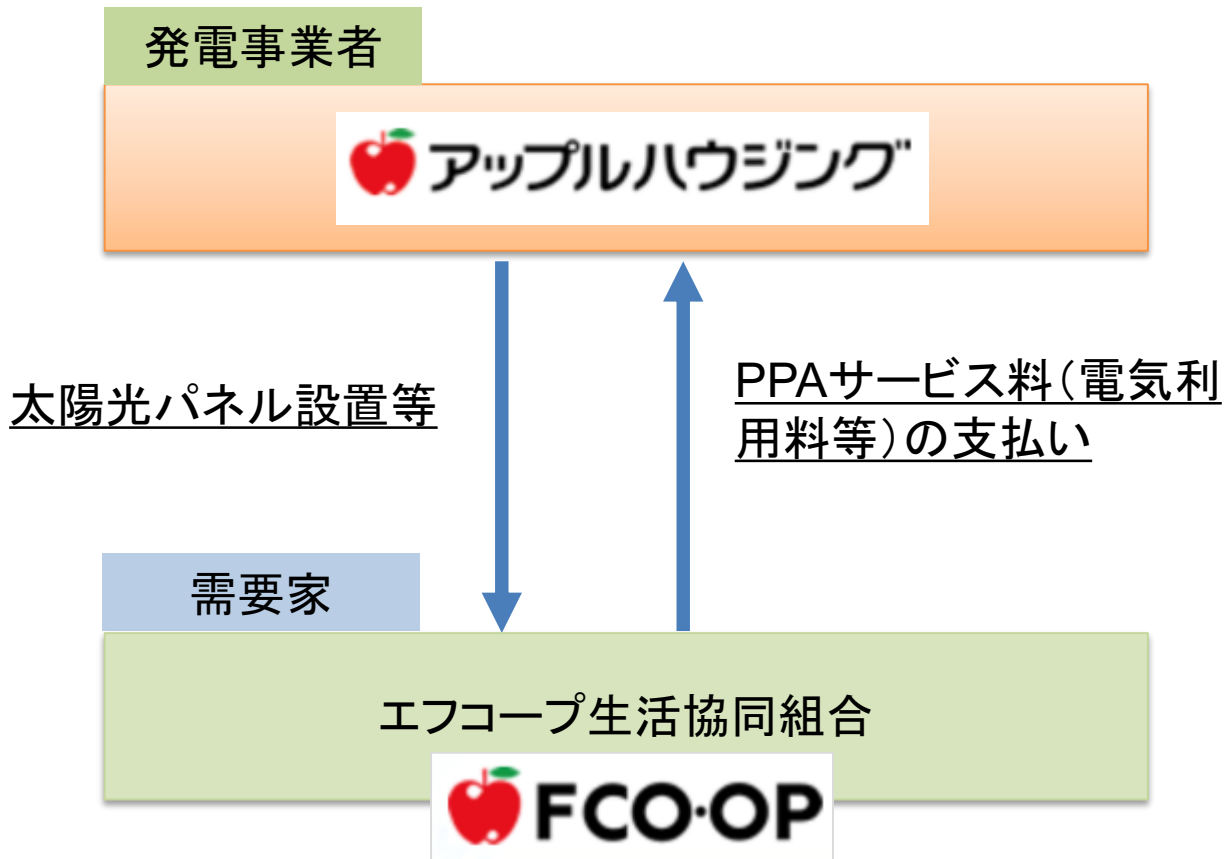 発電事業者
アップルハウジング
太陽光パネル設置等
PPAサービス料（電気利
用料等）の支払い
需要家
エフコープ生活協同組合
FCO·OP